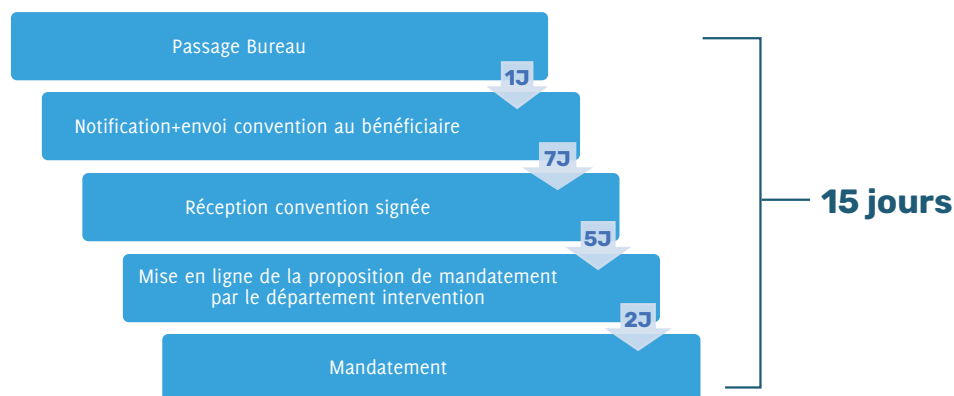 Passage Bureau
1J
Notification+envoi convention au bénéficiaire
7J
Réception convention signée
5J
Mise en ligne de la proposition de mandatement
par le département intervention
2J
Mandatement
15 jours